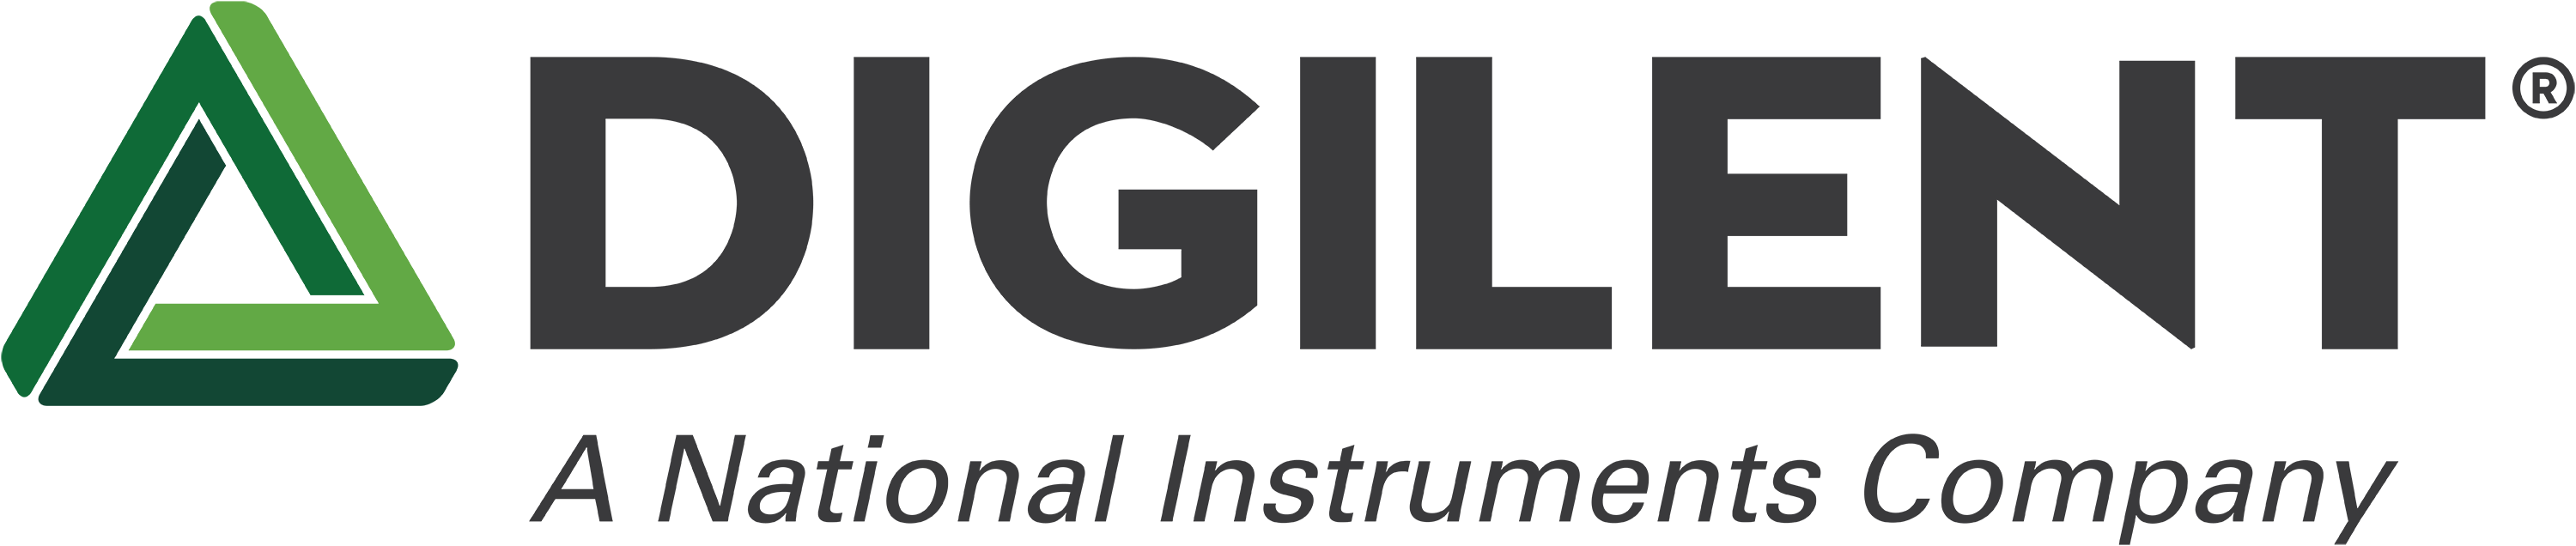 DIGILENT®
A National Instruments Company